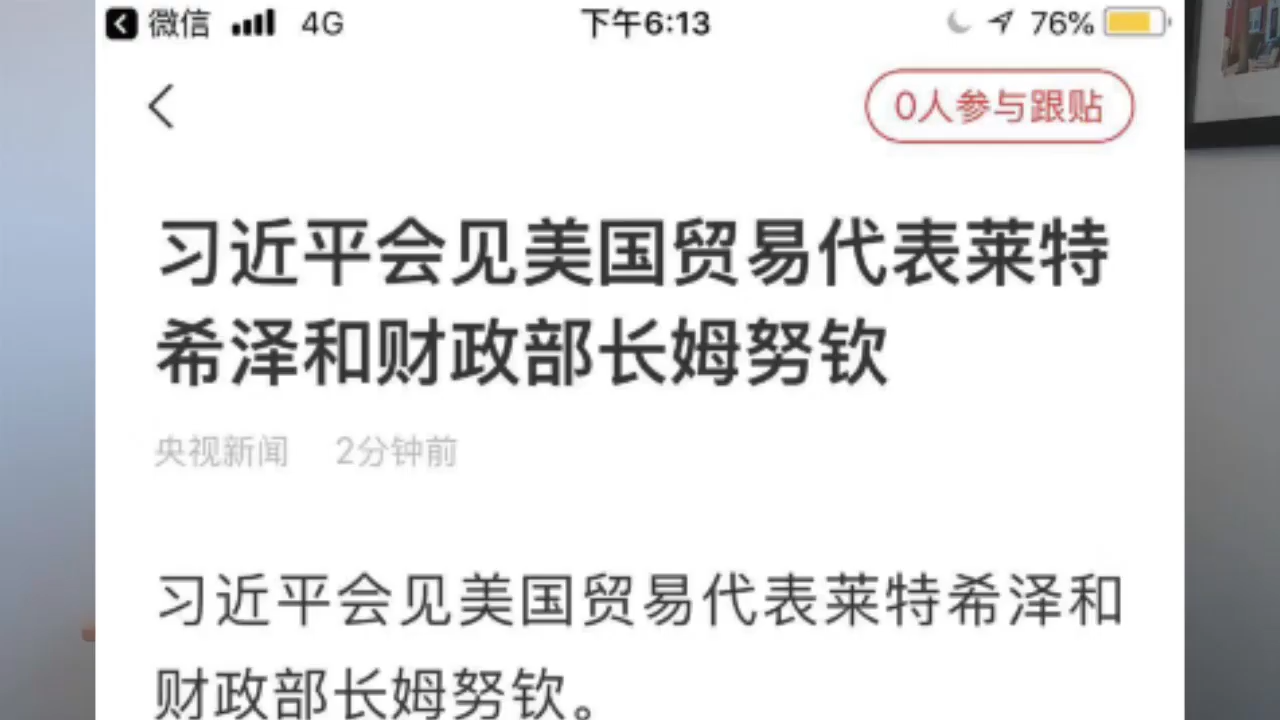 微信 4G 下午6:13 76%
0人参与跟贴
习近平会见美国贸易代表莱特
希泽和财政部长姆努钦
央视新闻 2分钟前
习近平会见美国贸易代表莱特希泽和
财政部长姆努钦。